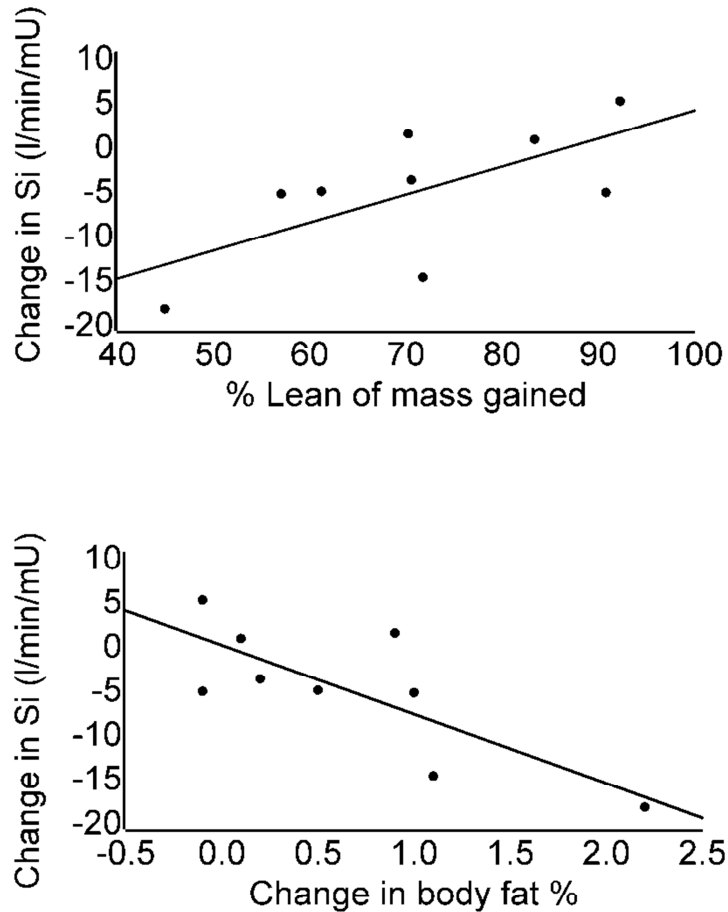 Change in Si (l/min/mU)
10
5
0
-5
-10
-15
-20
40 50 60 70 80 90 100
% Lean of mass gained
Change in Si (l/min/mU)
10
5
0
-5
-10
-15
-20
-0.5 0.0 0.5 1.0 1.5 2.0 2.5
Change in body fat %